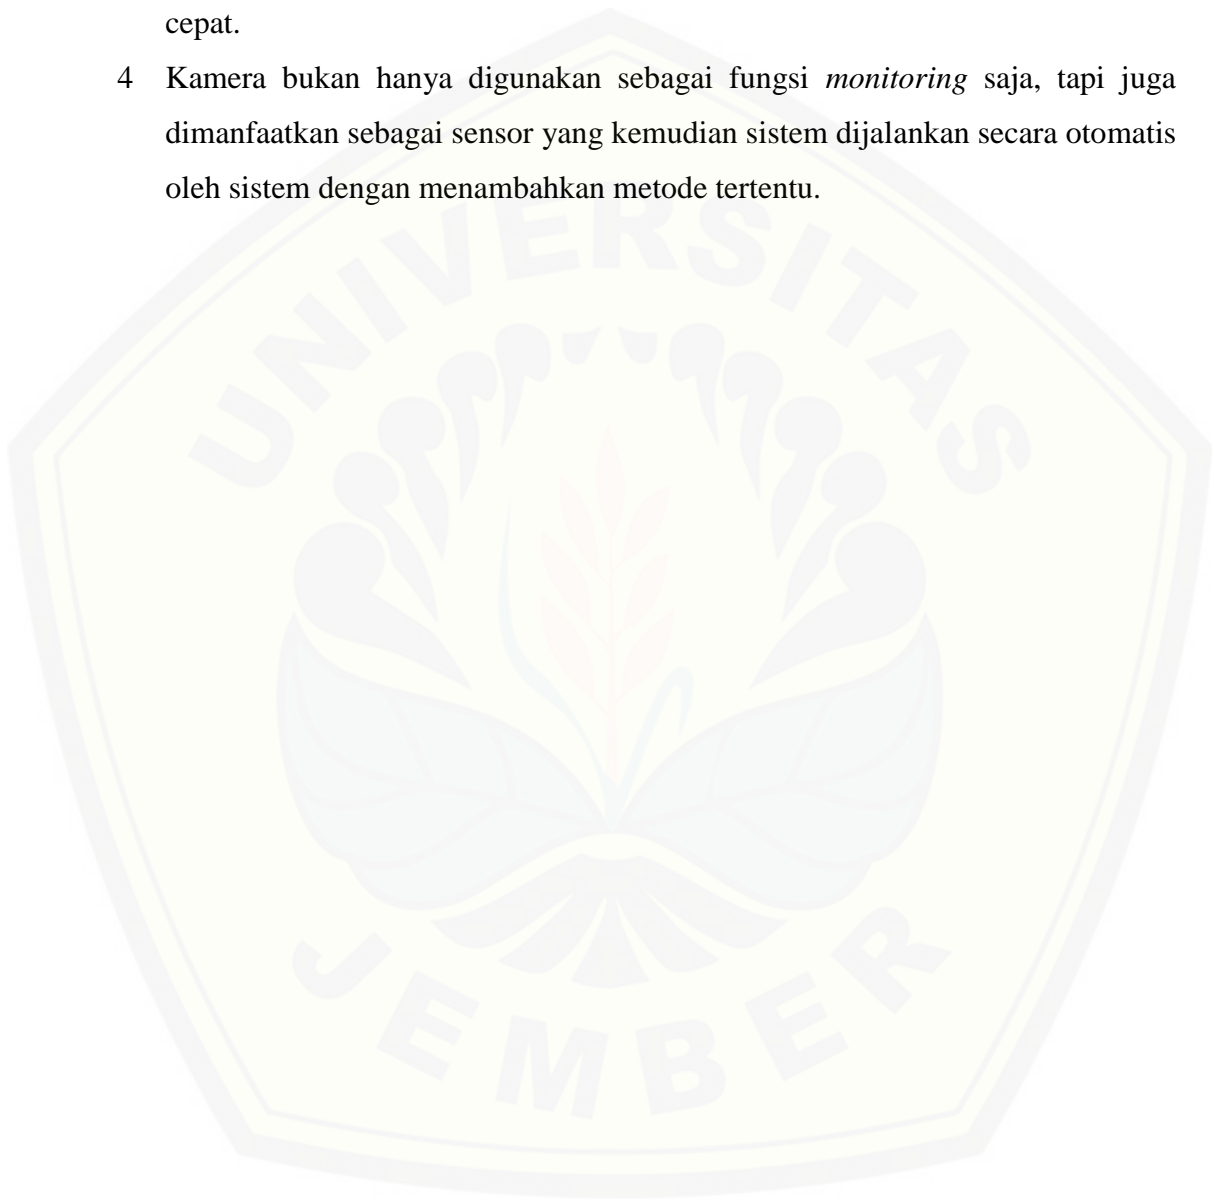 cepat.
4 Kamera bukan hanya digunakan sebagai fungsi monitoring saja, tapi juga
dimanfaatkan sebagai sensor yang kemudian sistem dijalankan secara otomatis
oleh sistem dengan menambahkan metode tertentu.
UNIVERSITAS
JEMBER